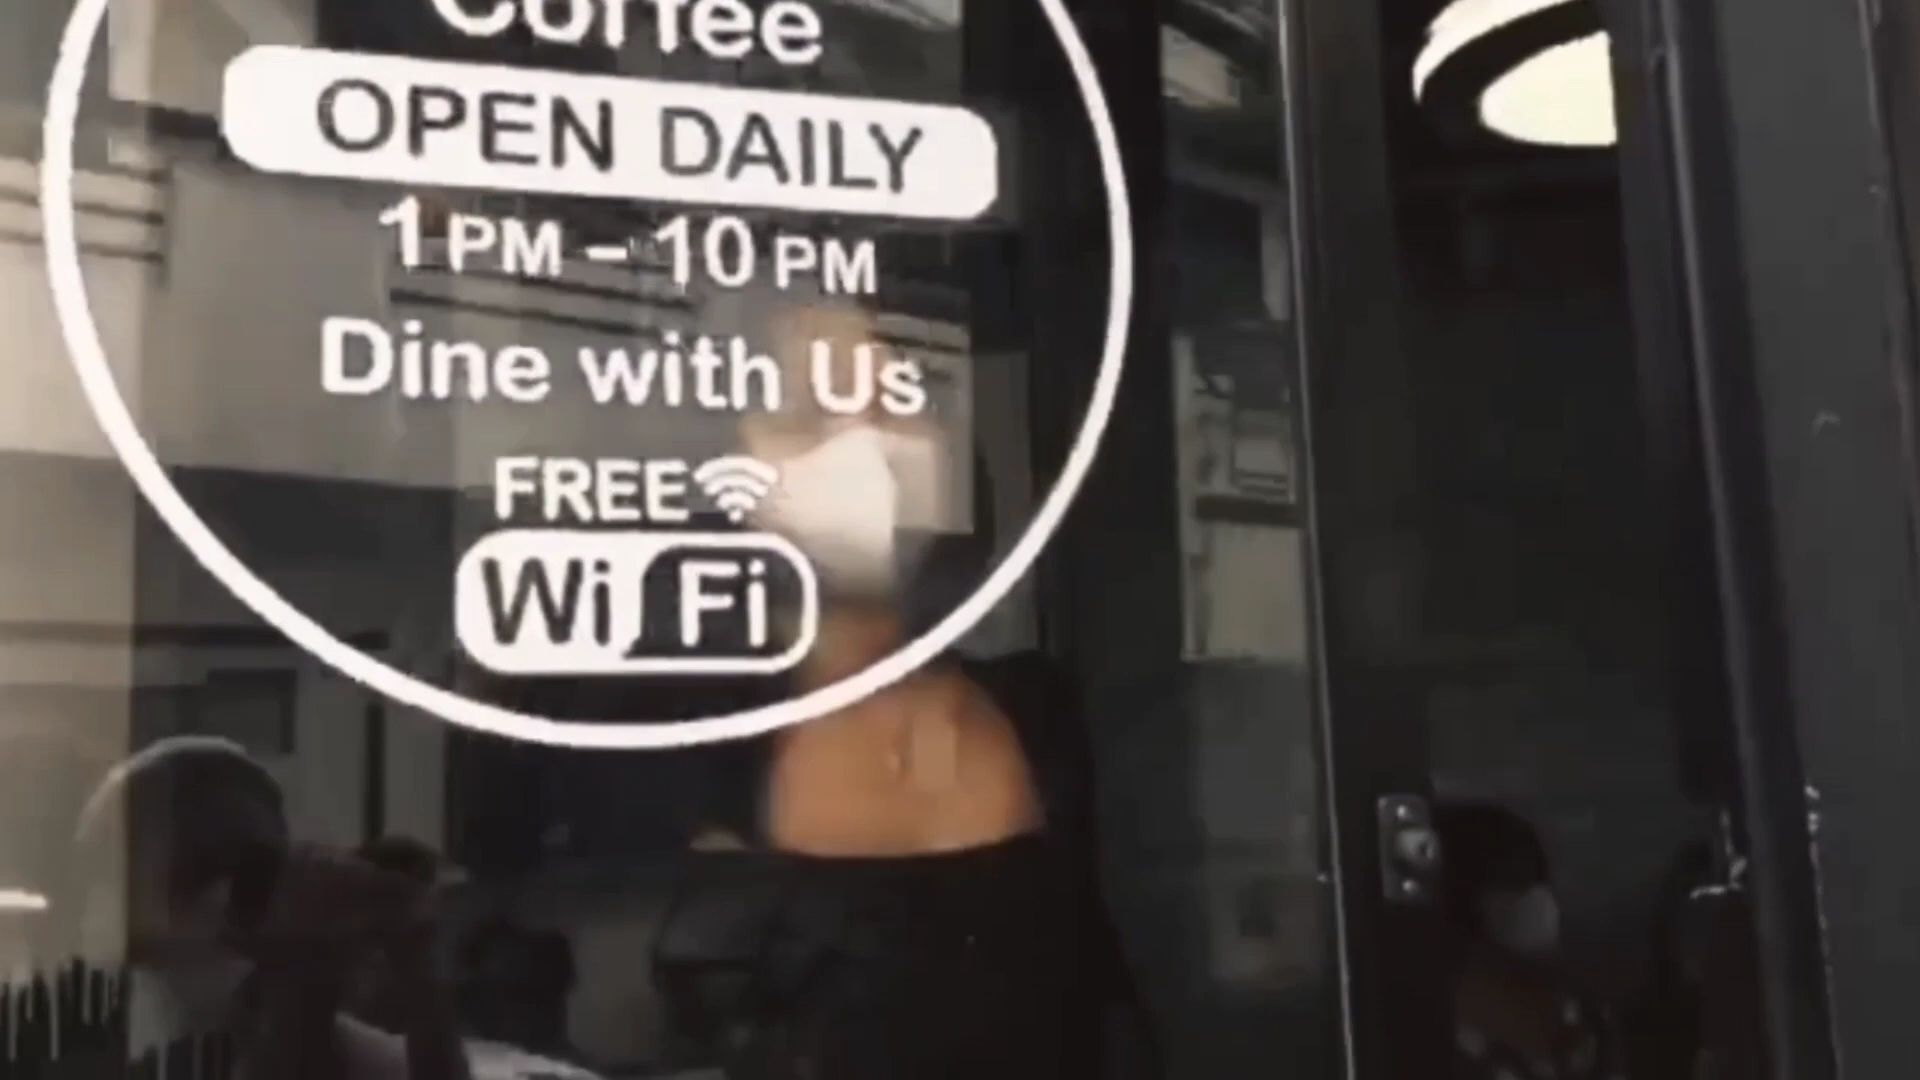 Coffee
OPEN DAILY
1 PM – 10 PM
Dine with Us
FREE
Wi Fi